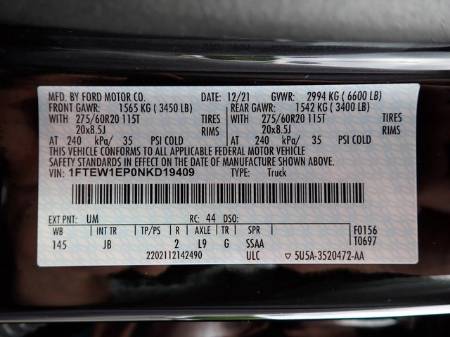 MFD. BY FORD MOTOR CO. 12/21 GVWR: 2994 KG ( 6600 LB)
FRONT GAWR: 1565 KG ( 3450 LB) REAR GAWR: 1542 KG ( 3400 LB)
WITH 275/60R20 115T TIRES WITH 275/60R20 115T TIRES
20x8.5J RIMS 20x8.5J RIMS
AT 240 kPa/ 35 PSI COLD AT 240 kPa/ 35 PSI COLD
THIS VEHICLE CONFORMS TO ALL APPLICABLE FEDERAL MOTOR VEHICLE
SAFETY AND THEFT PREVENTION STANDARDS IN EFFECT ON THE DATE OF MANUFACTURE SHOWN ABOVE.
VIN: 1FTEW1EP0NKD19409 TYPE: Truck
EXT PNT: UM RC: 44 DSO: F0156
WB INT TR TP/PS R AXLE TR SPR T0697
145 JB 2 L9 G SSAA
2202112142490 ULC 5U5A-3520472-AA